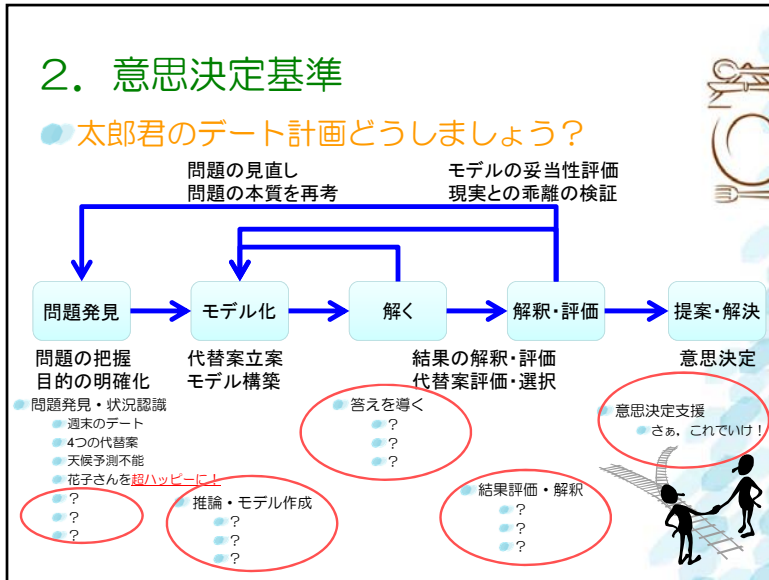 2．意思決定基準
太郎君のデート計画どうしましょう？
問題の見直し
問題の本質を再考
モデルの妥当性評価
現実との乖離の検証
問題発見
モデル化
解く
解釈・評価
提案・解決
問題の把握
目的の明確化
代替案立案
モデル構築
結果の解釈・評価
代替案評価・選択
意思決定
問題発見・状況認識
週末のデート
4つの代替案
天候予測不能
花子さんを超ハッピーに！
？
？
？
推論・モデル作成
？
？
？
答えを導く
？
？
？
結果評価・解釈
？
？
？
意思決定支援
さぁ，これでいけ！